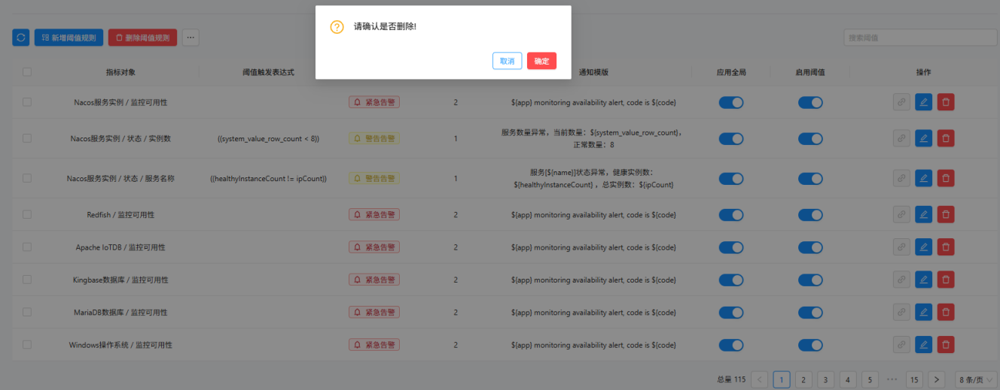 请确认是否删除!
取消 确定
新增阈值规则 删除阈值规则 ... 搜索阈值
指标对象 阈值触发表达式 通知模版 应用全局 启用阈值 操作
Nacos服务实例 / 监控可用性 紧急告警 2 ${app} monitoring availability alert, code is ${code}
服务数量异常，当前数量：${system_value_row_count}，
Nacos服务实例 / 状态 / 实例数 ((system_value_row_count < 8)) 警告告警 1
正常数量：8
服务[${name}]状态异常，健康实例数：
Nacos服务实例 / 状态 / 服务名称 ((healthyInstanceCount != ipCount)) 警告告警 1
${healthyInstanceCount} ，总实例数：${ipCount}
Redfish / 监控可用性 紧急告警 2 ${app} monitoring availability alert, code is ${code}
Apache IoTDB / 监控可用性 紧急告警 2 ${app} monitoring availability alert, code is ${code}
Kingbase数据库 / 监控可用性 紧急告警 2 ${app} monitoring availability alert, code is ${code}
MariaDB数据库 / 监控可用性 紧急告警 2 ${app} monitoring availability alert, code is ${code}
Windows操作系统 / 监控可用性 紧急告警 2 ${app} monitoring availability alert, code is ${code}
总量 115 < 1 2 3 4 5 ••• 15 > 8 条/页